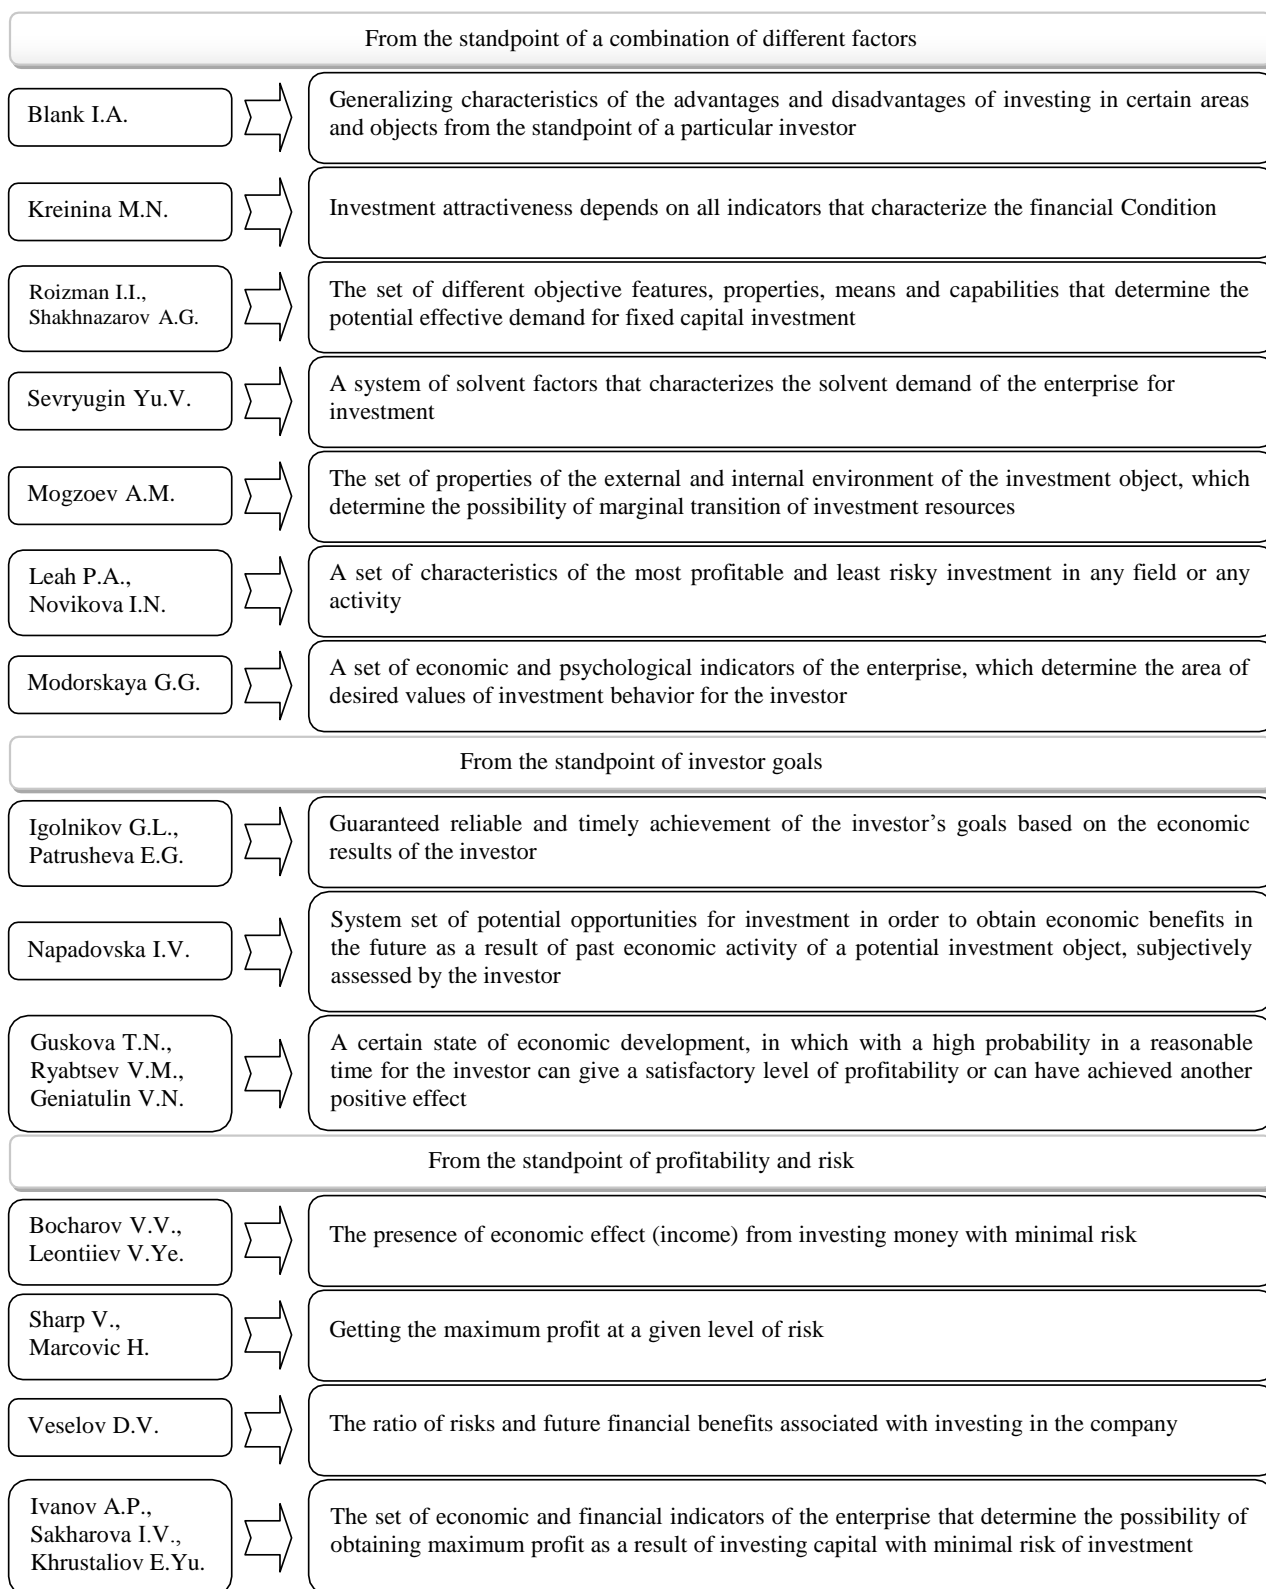 From the standpoint of a combination of different factors
Blank I.A.
Generalizing characteristics of the advantages and disadvantages of investing in certain areas
and objects from the standpoint of a particular investor
Kreinina M.N.
Investment attractiveness depends on all indicators that characterize the financial Condition
Roizman I.I.,
Shakhnazarov A.G.
The set of different objective features, properties, means and capabilities that determine the
potential effective demand for fixed capital investment
Sevryugin Yu.V.
A system of solvent factors that characterizes the solvent demand of the enterprise for
investment
Mogzoev A.M.
The set of properties of the external and internal environment of the investment object, which
determine the possibility of marginal transition of investment resources
Leah P.A.,
Novikova I.N.
A set of characteristics of the most profitable and least risky investment in any field or any
activity
Modorskaya G.G.
A set of economic and psychological indicators of the enterprise, which determine the area of
desired values of investment behavior for the investor
From the standpoint of investor goals
Igolnikov G.L.,
Patrusheva E.G.
Guaranteed reliable and timely achievement of the investor’s goals based on the economic
results of the investor
Napadovska I.V.
System set of potential opportunities for investment in order to obtain economic benefits in
the future as a result of past economic activity of a potential investment object, subjectively
assessed by the investor
Guskova T.N.,
Ryabtsev V.M.,
Geniatulin V.N.
A certain state of economic development, in which with a high probability in a reasonable
time for the investor can give a satisfactory level of profitability or can have achieved another
positive effect
From the standpoint of profitability and risk
Bocharov V.V.,
Leontiiev V.Ye.
The presence of economic effect (income) from investing money with minimal risk
Sharp V.,
Marcovic H.
Getting the maximum profit at a given level of risk
Veselov D.V.
The ratio of risks and future financial benefits associated with investing in the company
Ivanov A.P.,
Sakharova I.V.,
Khrustaliov E.Yu.
The set of economic and financial indicators of the enterprise that determine the possibility of
obtaining maximum profit as a result of investing capital with minimal risk of investment